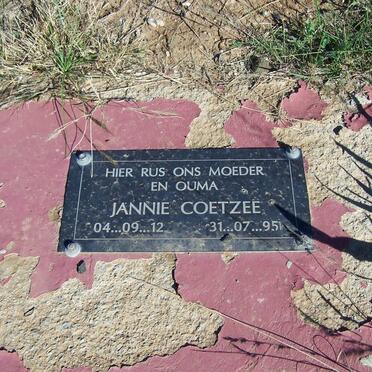 HIER RUS ONS MOEDER
EN OUMA
JANNIE COETZEE
04...09...12 31...07...95